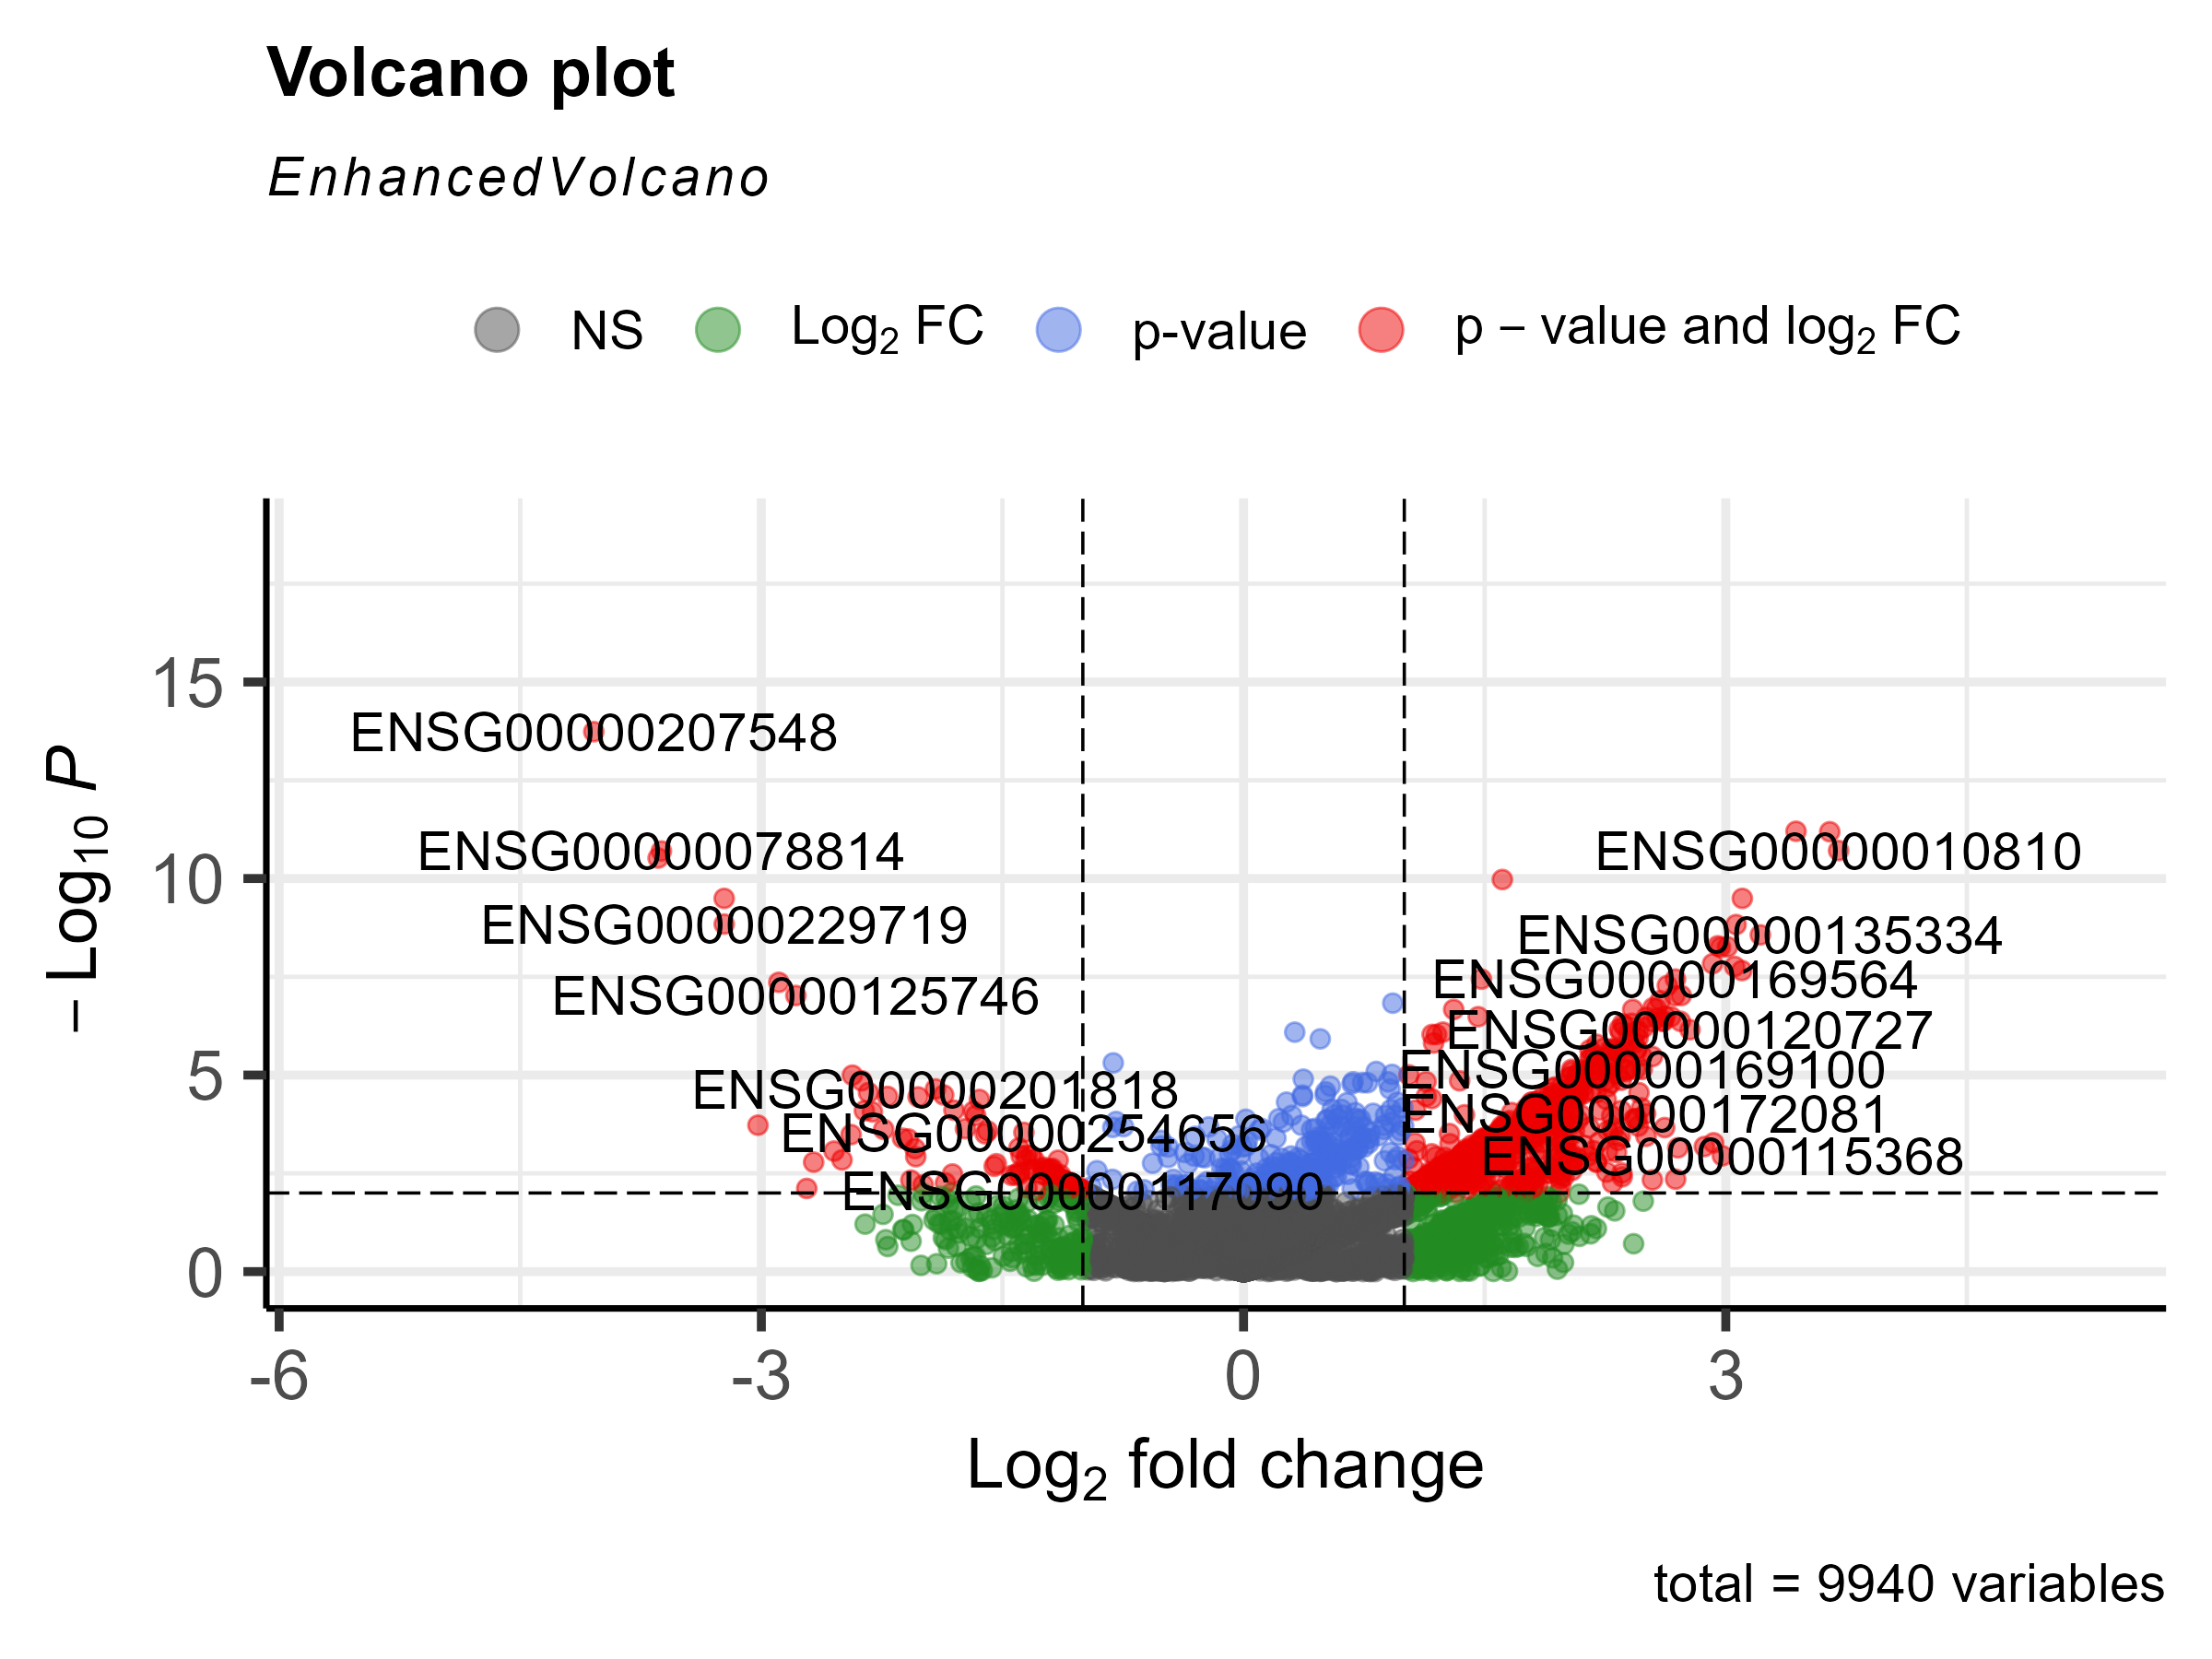 Volcano plot
EnhancedVolcano
NS Log2 FC p-value p − value and log2 FC
− Log10 P
15
10
5
0
ENSG00000207548
ENSG00000078814
ENSG00000010810
ENSG00000229719
ENSG00000135334
ENSG00000169564
ENSG00000125746
ENSG00000120727
ENSG00000169100
ENSG00000201818
ENSG00000172081
ENSG00000254656
ENSG00000115368
ENSG00000117090
-6 -3 0 3
Log2 fold change
total = 9940 variables